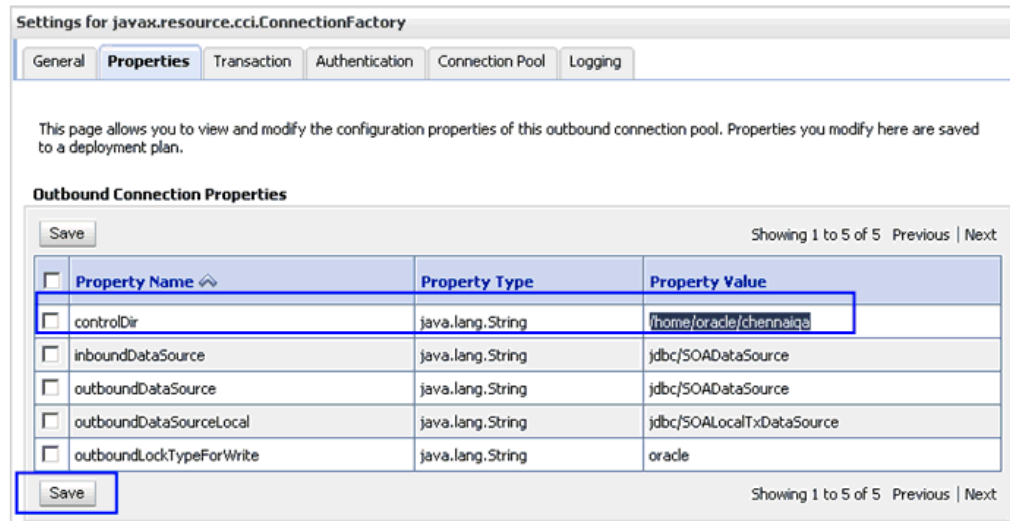 Settings for javax.resource.cci.ConnectionFactory
General Properties Transaction Authentication Connection Pool Logging
This page allows you to view and modify the configuration properties of this outbound connection pool. Properties you modify here are saved
to a deployment plan.
Outbound Connection Properties
Save Showing 1 to 5 of 5 Previous | Next
Property Name Property Type Property Value
controlDir java.lang.String /home/oracle/chennaiqa
inboundDataSource java.lang.String jdbc/SOADataSource
outboundDataSource java.lang.String jdbc/SOADataSource
outboundDataSourceLocal java.lang.String jdbc/SOALocalTxDataSource
outboundLockTypeForWrite java.lang.String oracle
Save Showing 1 to 5 of 5 Previous | Next